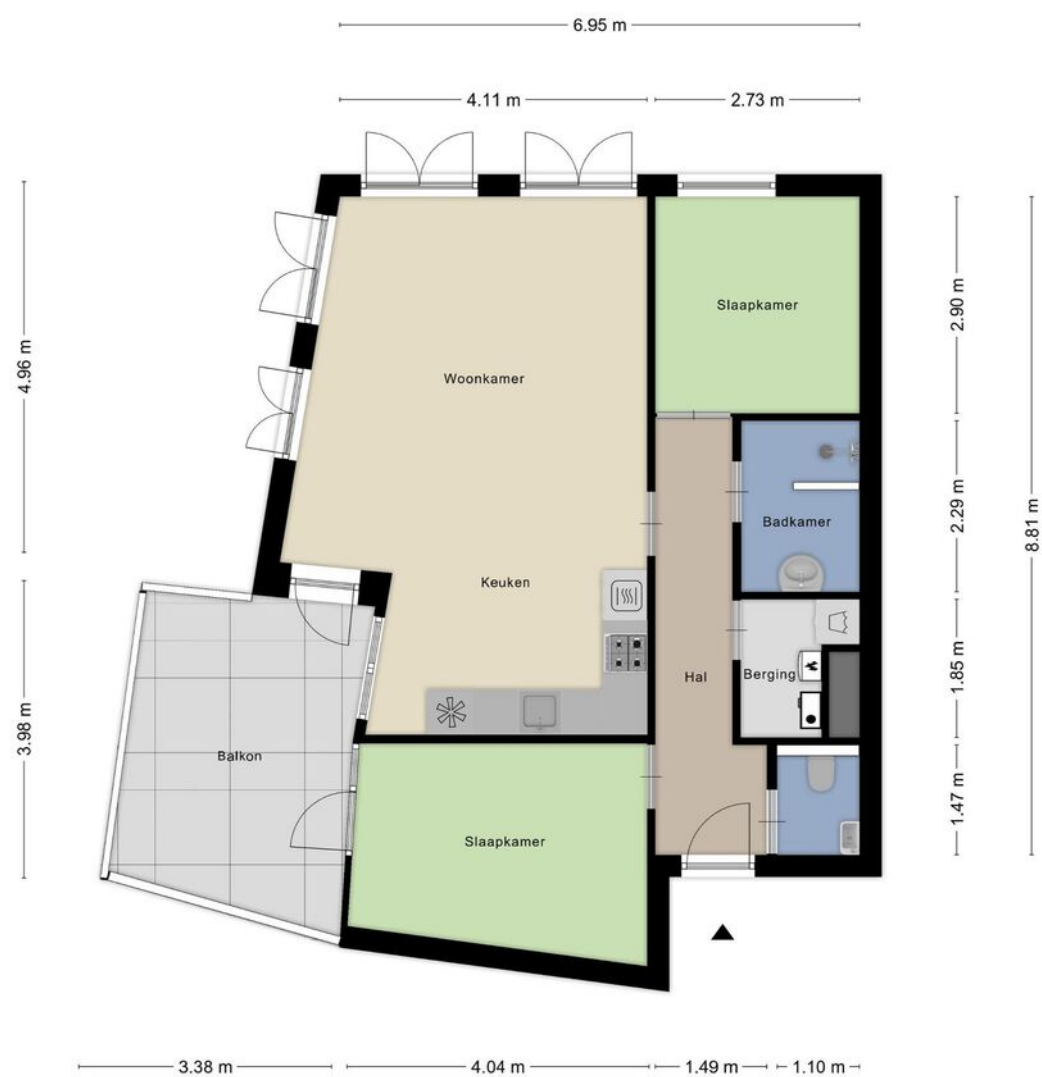 6.95 m
4.11 m
2.73 m
4.96 m
2.90 m
Slaapkamer
Woonkamer
2.29 m
8.81 m
Badkamer
Keuken
1.85 m
Berging
Hal
3.98 m
Balkon
1.47 m
Slaapkamer
3.38 m
4.04 m
1.49 m
1.10 m